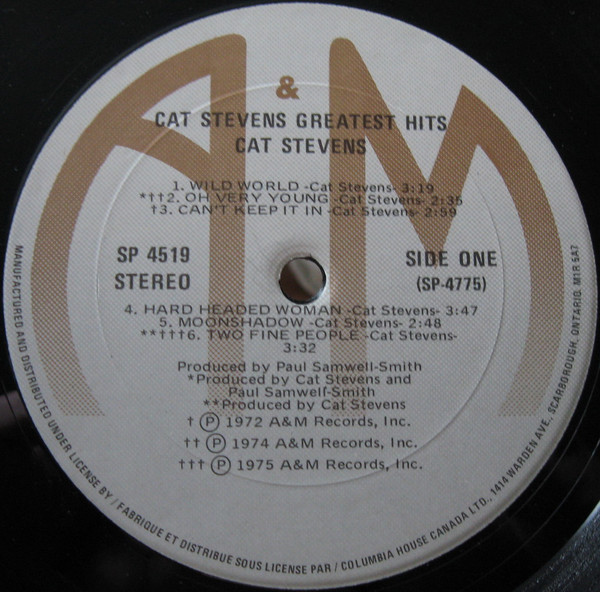 &
CAT STEVENS GREATEST HITS
CAT STEVENS
1. WILD WORLD -Cat Stevens- 3:19
*††2. OH VERY YOUNG -Cat Stevens- 2:35
†3. CAN'T KEEP IT IN -Cat Stevens- 2:59
SP 4519
STEREO
SIDE ONE
(SP-4775)
4. HARD HEADED WOMAN -Cat Stevens- 3:47
5. MOONSHADOW -Cat Stevens- 2:48
**†††6. TWO FINE PEOPLE -Cat Stevens-
3:32
Produced by Paul Samwell-Smith
*Produced by Cat Stevens and
Paul Samwell-Smith
**Produced by Cat Stevens
† Ⓟ 1972 A&M Records, Inc.
†† Ⓟ 1974 A&M Records, Inc.
††† Ⓟ 1975 A&M Records, Inc.
MANUFACTURED AND DISTRIBUTED UNDER LICENSE BY / FABRIQUE ET DISTRIBUE SOUS LICENSE PAR / COLUMBIA HOUSE CANADA LTD., 1414 WARDEN AVE. SCARBOROUGH, ONTARIO. M1R 5A7